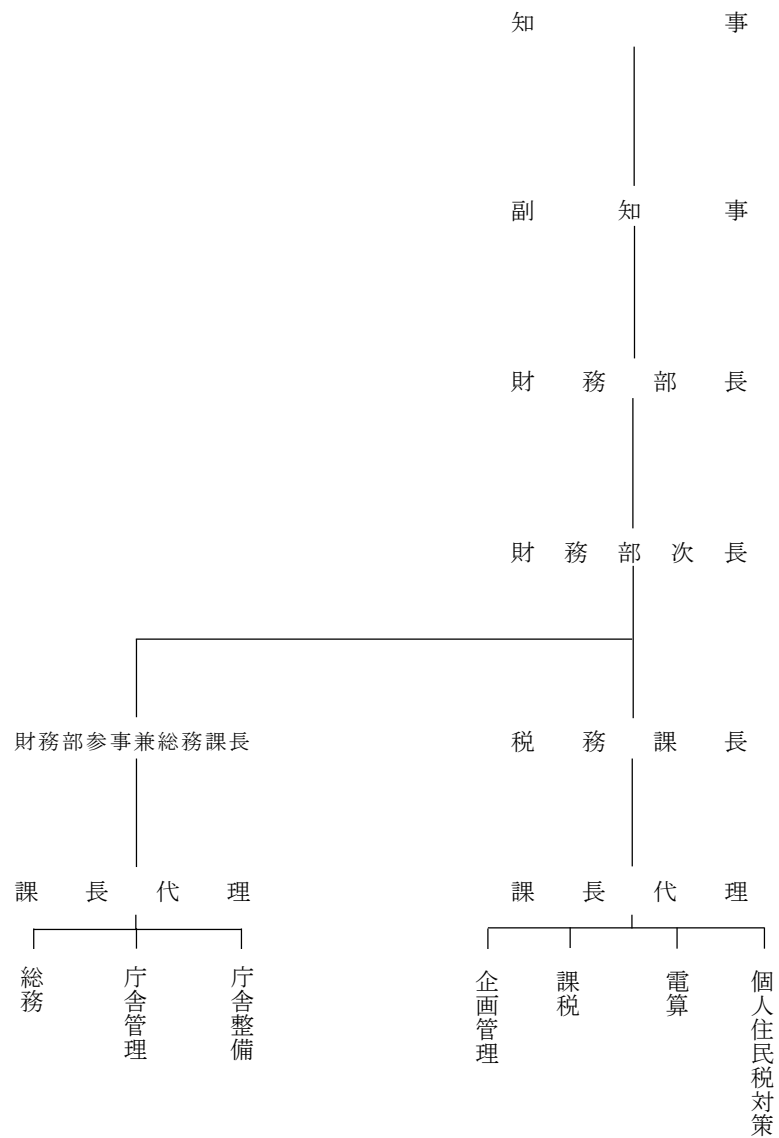 知事
副知事
財務部長
財務部次長
財務部参事兼総務課長
税務課長
課長代理
課長代理
総務
庁舎管理
庁舎整備
企画管理
課税
電算
個人住民税対策